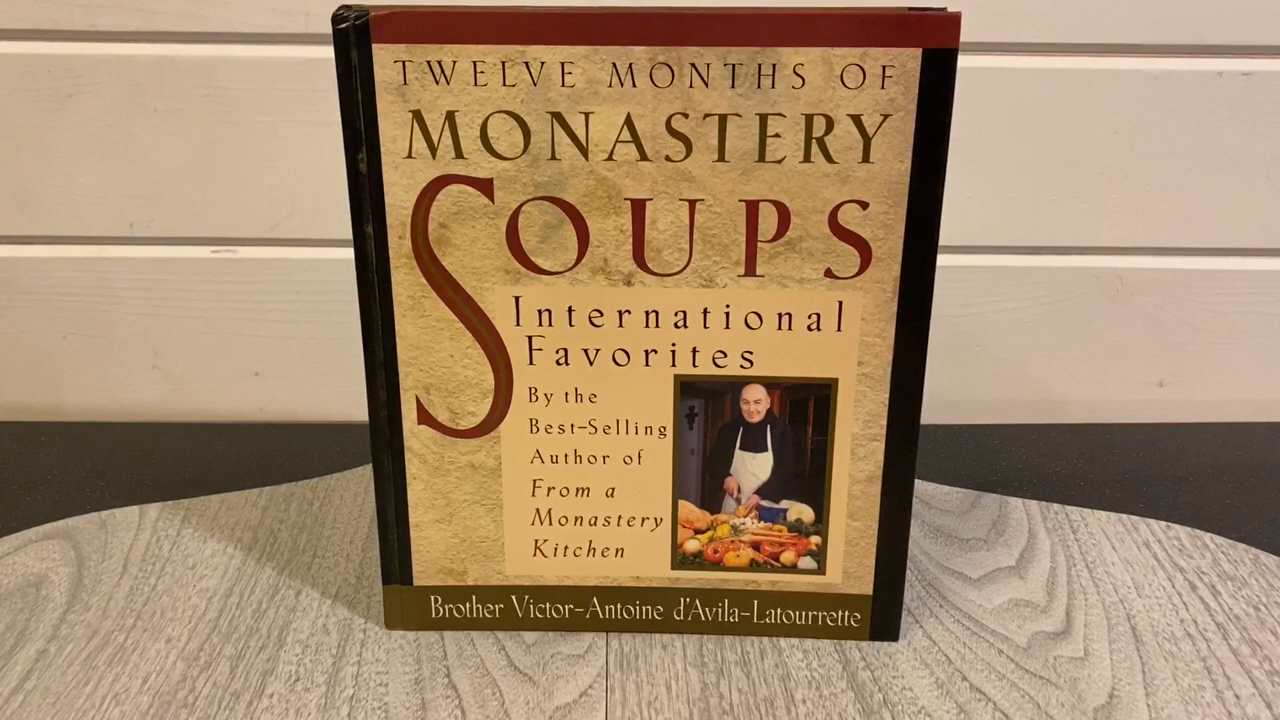 TWELVE MONTHS OF
MONASTERY
SOUPS
International
Favorites
By the
Best-Selling
Author of
From a
Monastery
Kitchen
Brother Victor-Antoine d'Avila-Latourrette